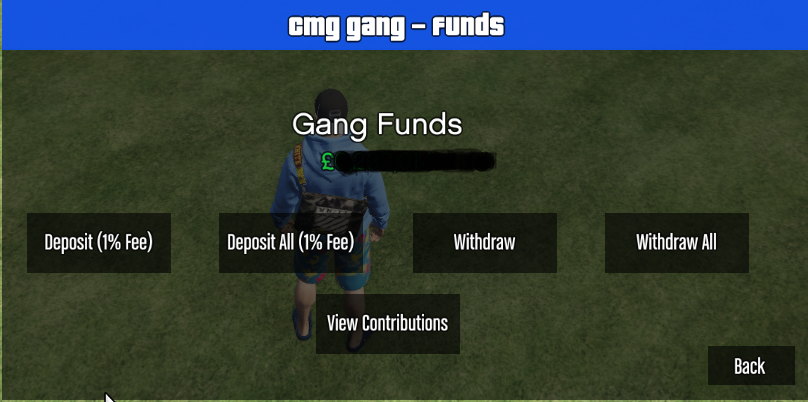 cmg gang - Funds
Gang Funds
£
Deposit (1% Fee)
Deposit All (1% Fee)
Withdraw
Withdraw All
View Contributions
Back